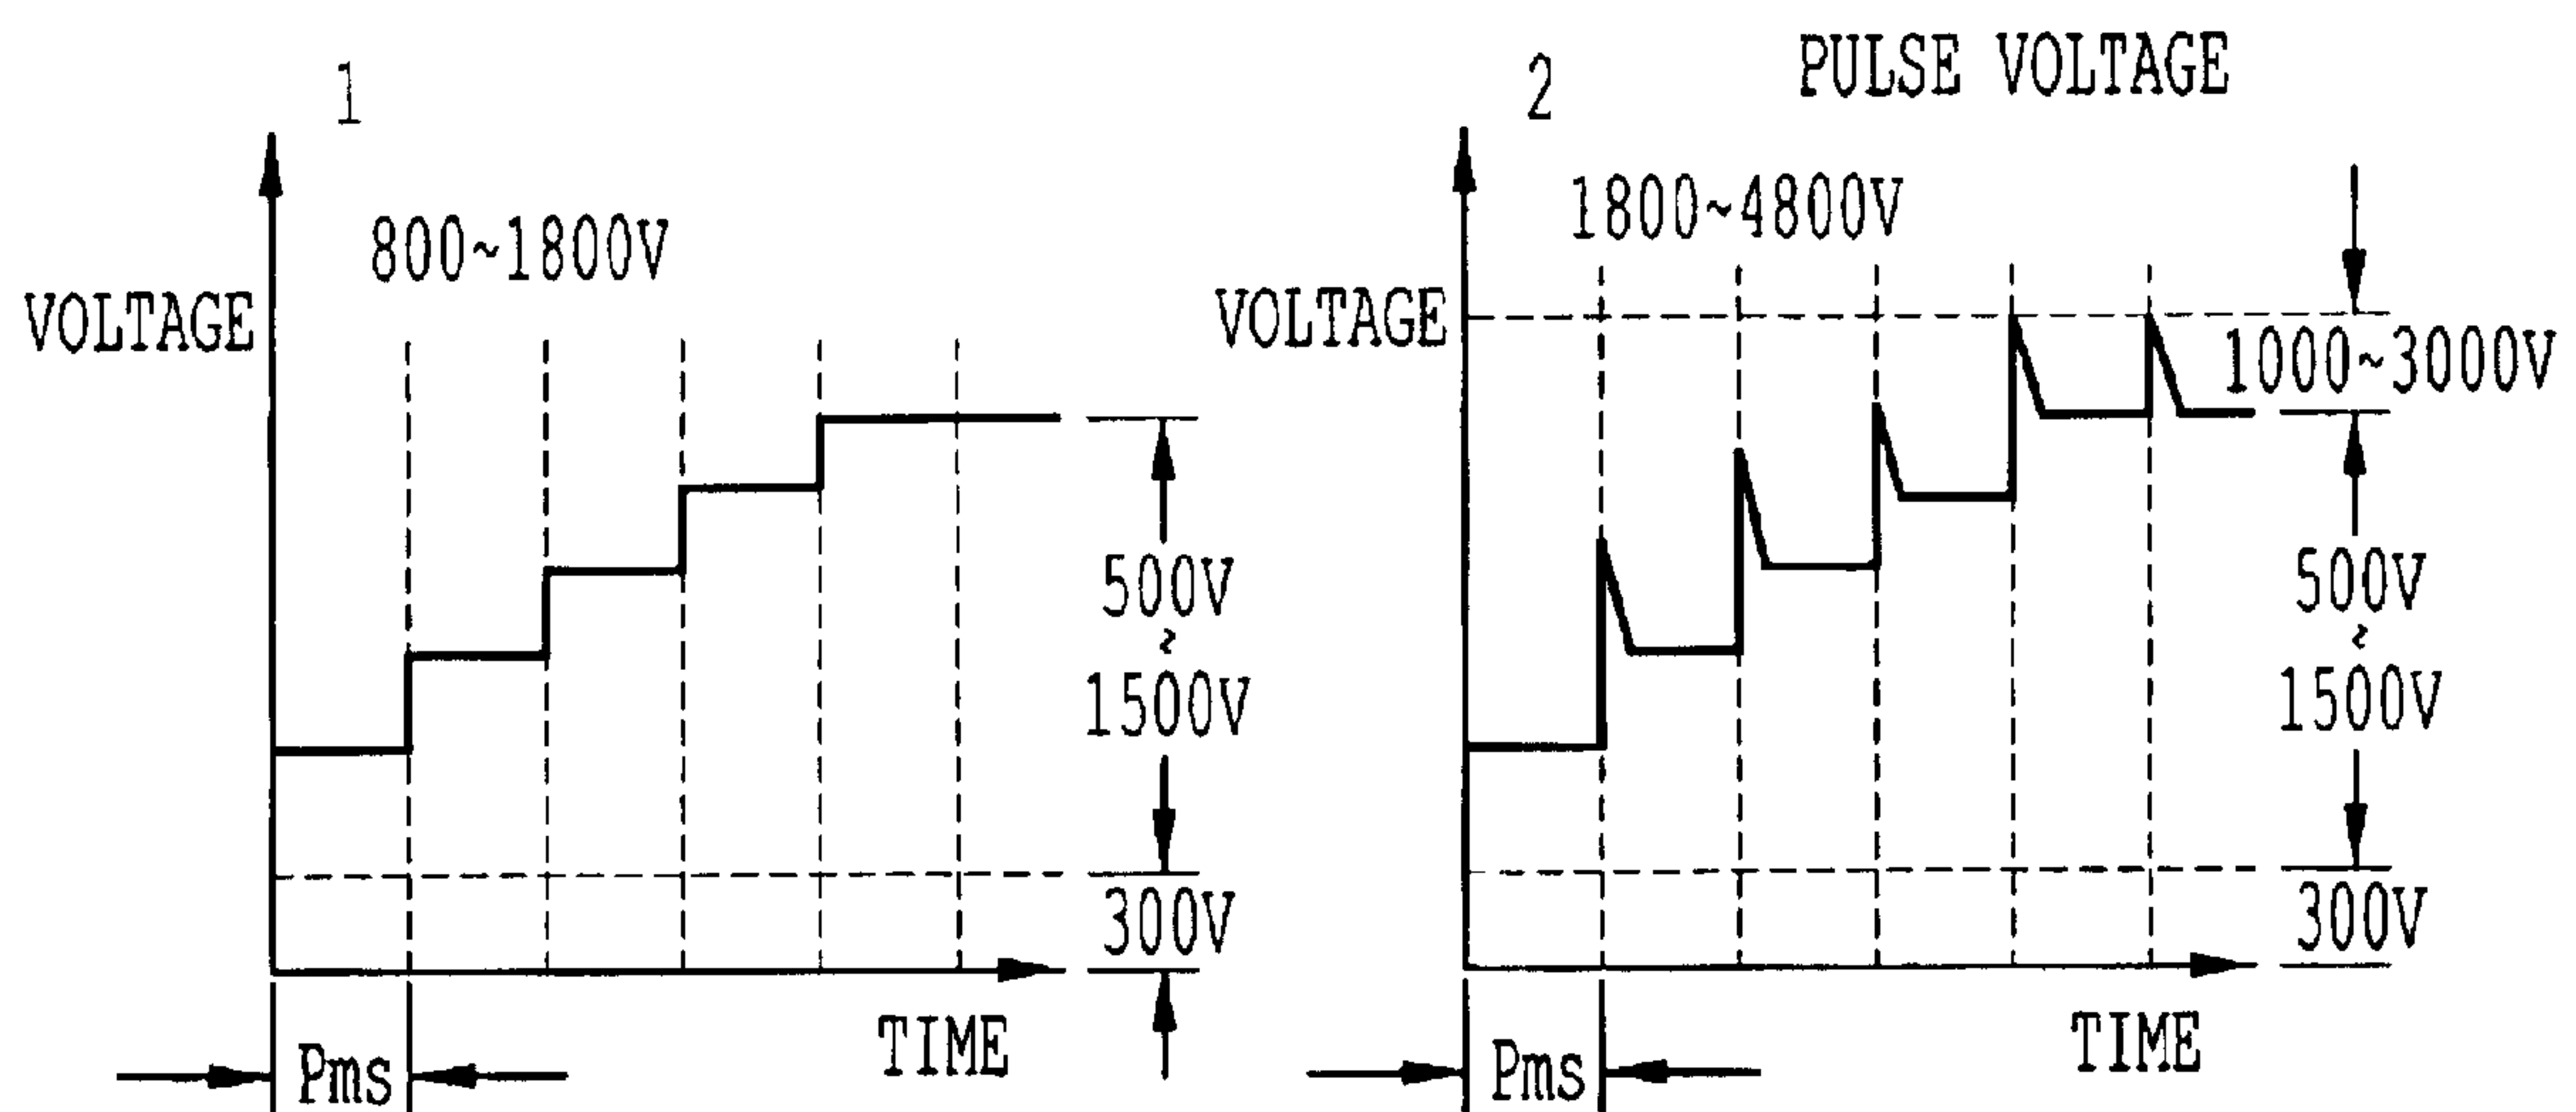 1
800~1800V
VOLTAGE
500V
~
1500V
300V
TIME
Pms
2
PULSE VOLTAGE
1800~4800V
VOLTAGE
1000~3000V
500V
~
1500V
300V
TIME
Pms